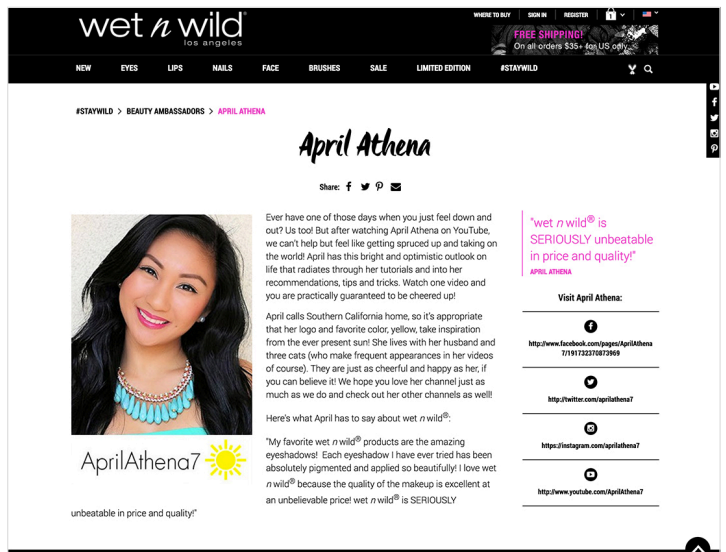 wet n wild®
los angeles
WHERE TO BUY
SIGN IN
REGISTER
FREE SHIPPING!
On all orders $35+ for US only
NEW
EYES
LIPS
NAILS
FACE
BRUSHES
SALE
LIMITED EDITION
#STAYWILD
#STAYWILD > BEAUTY AMBASSADORS > APRIL ATHENA
April Athena
Share:
Ever have one of those days when you just feel down and
out? Us too! But after watching April Athena on YouTube,
we can't help but feel like getting spruced up and taking on
the world! April has this bright and optimistic outlook on
life that radiates through her tutorials and into her
recommendations, tips and tricks. Watch one video and
you are practically guaranteed to be cheered up!
April calls Southern California home, so it's appropriate
that her logo and favorite color, yellow, take inspiration
from the ever present sun! She lives with her husband and
three cats (who make frequent appearances in her videos
of course). They are just as cheerful and happy as her, if
you can believe it! We hope you love her channel just as
much as we do and check out her other channels as well!
Here's what April has to say about wet n wild®:
"My favorite wet n wild® products are the amazing
eyeshadows! Each eyeshadow I have ever tried has been
absolutely pigmented and applied so beautifully! I love wet
n wild® because the quality of the makeup is excellent at
an unbelievable price! wet n wild® is SERIOUSLY
unbeatable in price and quality!"
AprilAthena7
"wet n wild® is
SERIOUSLY unbeatable
in price and quality!"
APRIL ATHENA
Visit April Athena:
http://www.facebook.com/pages/AprilAthena
7/191732370873969
http://twitter.com/aprilathena7
https://instagram.com/aprilathena7
http://www.youtube.com/AprilAthena7